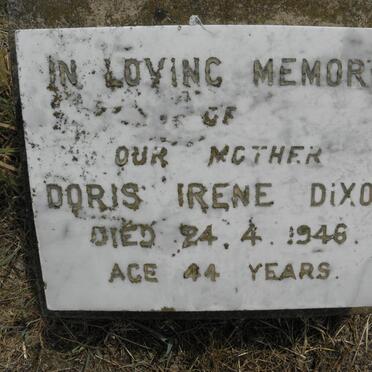 IN LOVING MEMOR
OF
OUR MOTHER
DORIS IRENE DIXO
DIED 24. 4. 1946.
AGE 44 YEARS.